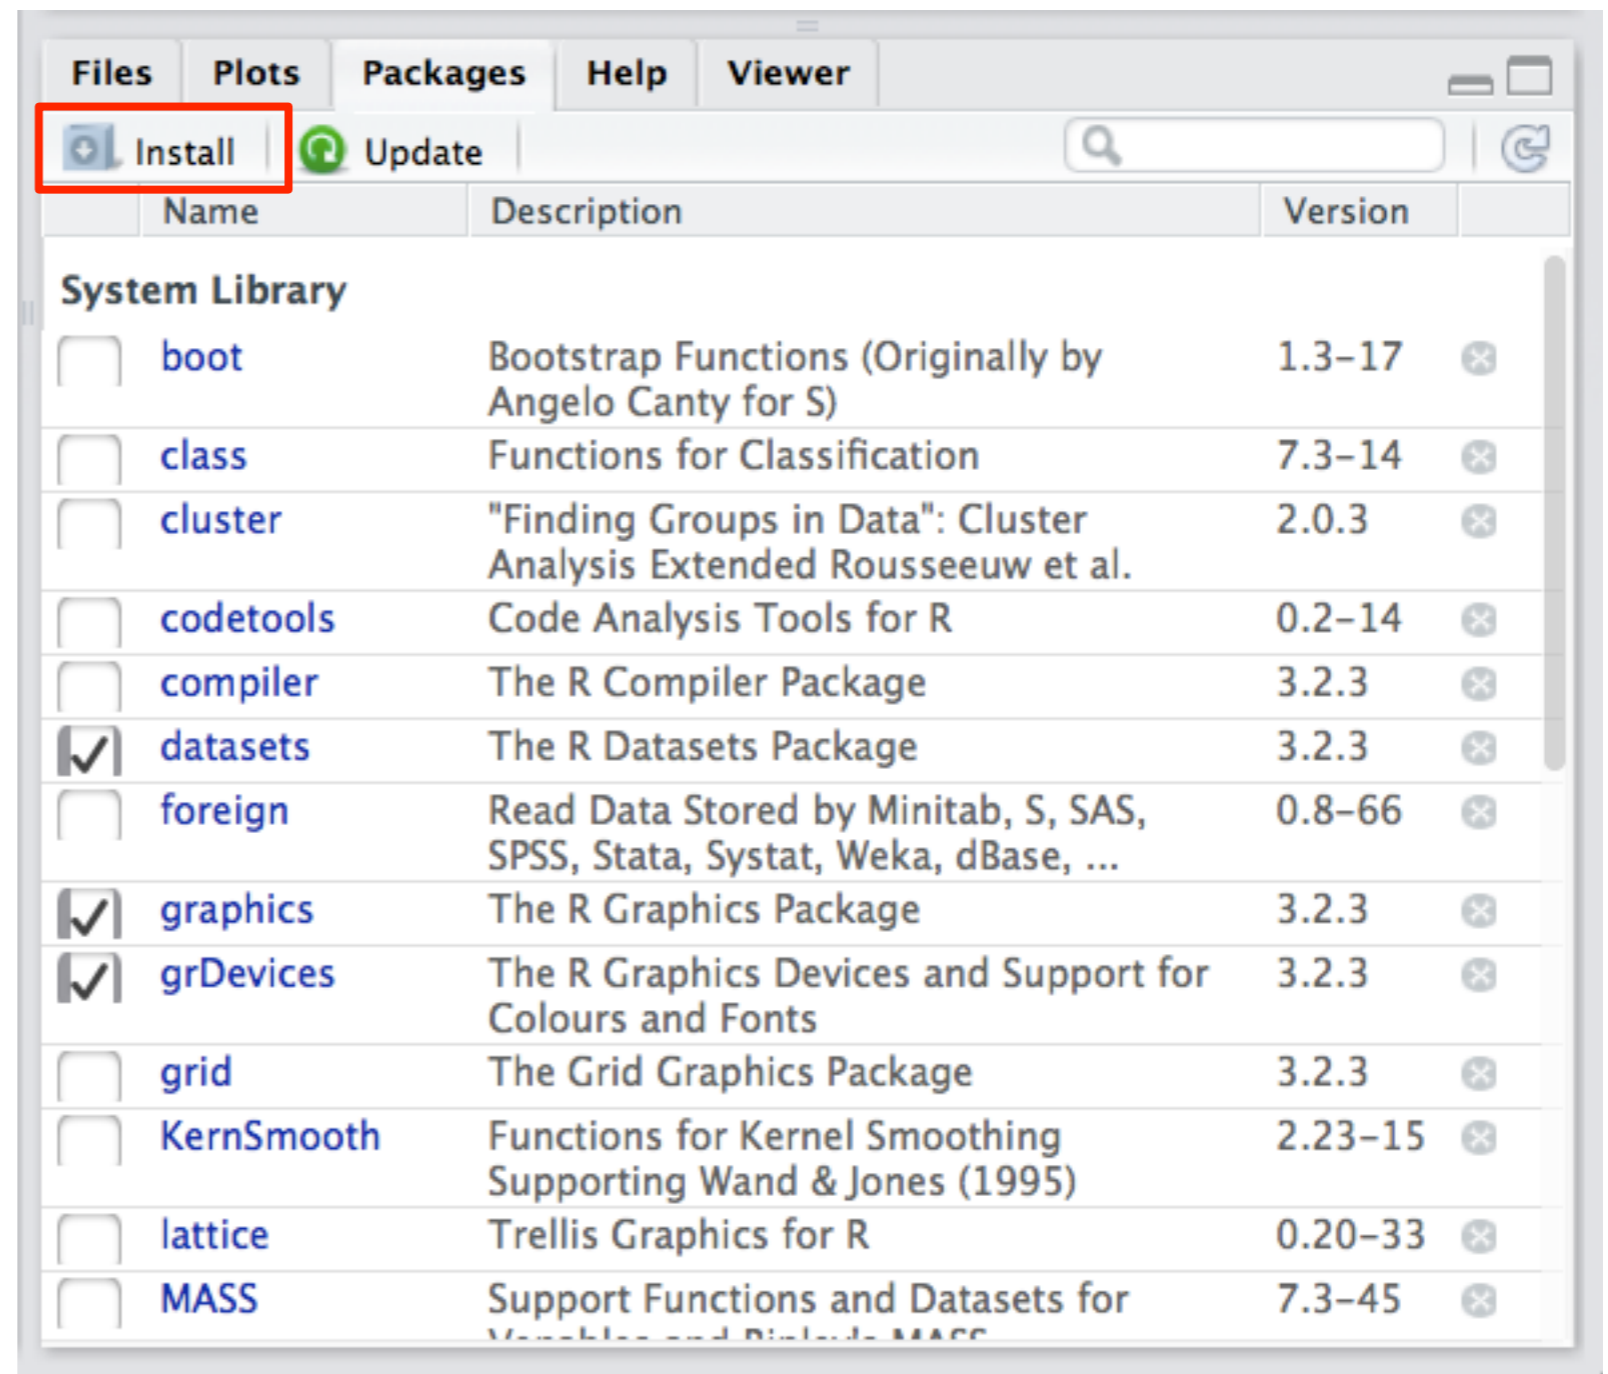 Files Plots Packages Help Viewer
Install Update
Name Description Version
System Library
boot Bootstrap Functions (Originally by 1.3-17
Angelo Canty for S)
class Functions for Classification 7.3-14
cluster "Finding Groups in Data": Cluster 2.0.3
Analysis Extended Rousseeuw et al.
codetools Code Analysis Tools for R 0.2-14
compiler The R Compiler Package 3.2.3
datasets The R Datasets Package 3.2.3
foreign Read Data Stored by Minitab, S, SAS, 0.8-66
SPSS, Stata, Systat, Weka, dBase, ...
graphics The R Graphics Package 3.2.3
grDevices The R Graphics Devices and Support for 3.2.3
Colours and Fonts
grid The Grid Graphics Package 3.2.3
KernSmooth Functions for Kernel Smoothing 2.23-15
Supporting Wand & Jones (1995)
lattice Trellis Graphics for R 0.20-33
MASS Support Functions and Datasets for 7.3-45